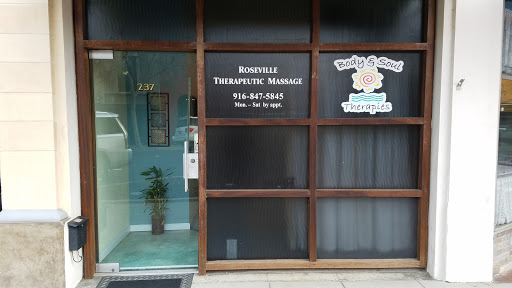 237
ROSEVILLE
THERAPEUTIC MASSAGE
916-847-5845
Mon. – Sat by appt.
Body & Soul
Therapies